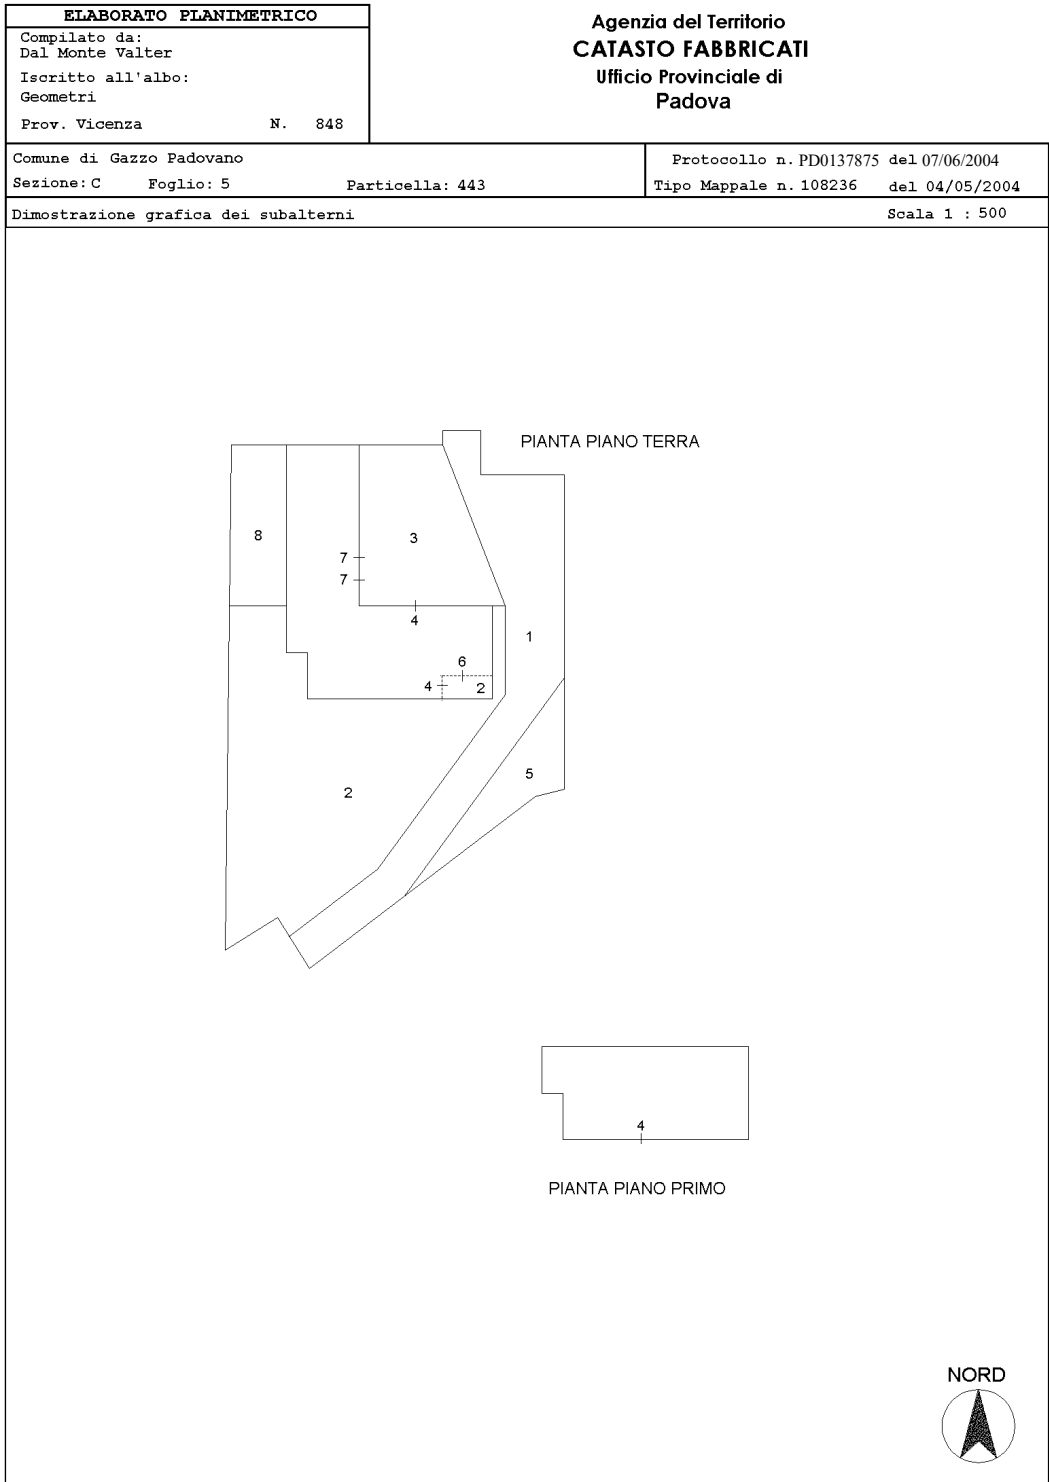 ELABORATO PLANIMETRICO
Compilato da:
Dal Monte Valter
Iscritto all'albo:
Geometri
Prov. Vicenza N. 848
Agenzia del Territorio
CATASTO FABBRICATI
Ufficio Provinciale di
Padova
Comune di Gazzo Padovano
Sezione: C Foglio: 5 Particella: 443
Protocollo n. PD0137875 del 07/06/2004
Tipo Mappale n. 108236 del 04/05/2004
Dimostrazione grafica dei subalterni Scala 1 : 500
PIANTA PIANO TERRA
8
3
7
7
4
1
6
4
2
5
2
4
PIANTA PIANO PRIMO
NORD